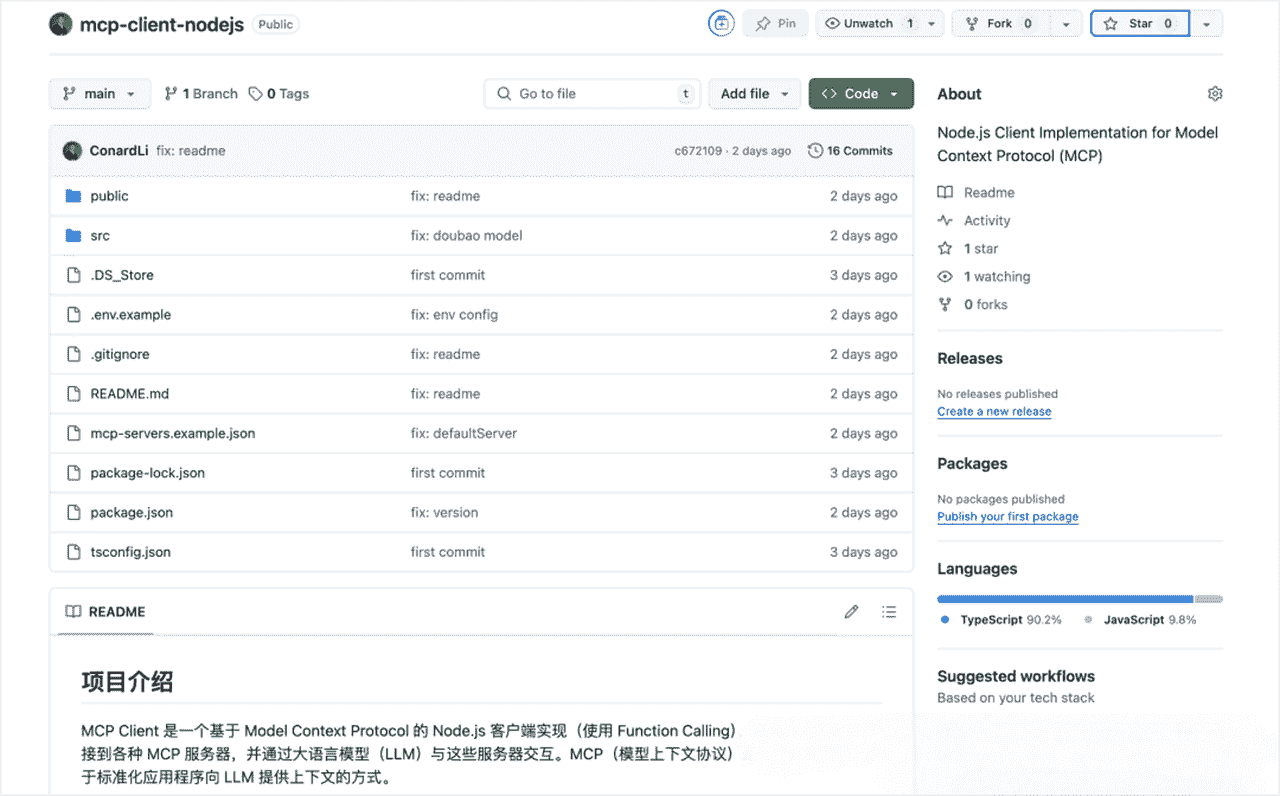 mcp-client-nodejs Public
Pin
Unwatch 1
Fork 0
Star 0
main
1 Branch
0 Tags
Go to file
t
Add file
Code
ConardLi fix: readme
c672109 · 2 days ago
16 Commits
public fix: readme 2 days ago
src fix: doubao model 2 days ago
.DS_Store first commit 3 days ago
.env.example fix: env config 2 days ago
.gitignore fix: readme 2 days ago
README.md fix: readme 2 days ago
mcp-servers.example.json fix: defaultServer 2 days ago
package-lock.json first commit 3 days ago
package.json fix: version 2 days ago
tsconfig.json first commit 3 days ago
README
项目介绍
MCP Client 是一个基于 Model Context Protocol 的 Node.js 客户端实现（使用 Function Calling）
接到各种 MCP 服务器，并通过大语言模型（LLM）与这些服务器交互。MCP（模型上下文协议）
于标准化应用程序向 LLM 提供上下文的方式。
About
Node.js Client Implementation for Model
Context Protocol (MCP)
Readme
Activity
1 star
1 watching
0 forks
Releases
No releases published
Create a new release
Packages
No packages published
Publish your first package
Languages
TypeScript 90.2% JavaScript 9.8%
Suggested workflows
Based on your tech stack